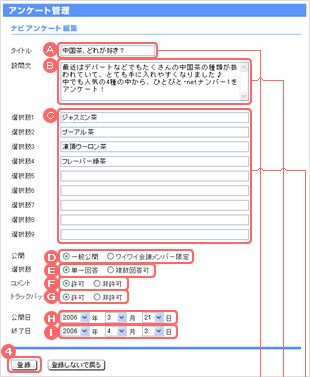 アンケート管理
ナビアンケート編集
タイトル A 中国茶、どれが好き？
設問文 B 最近はデパートなどでもたくさんの中国茶の種類が扱
われていて、とても手に入れやすくなりました♪
中でも人気の4種の中から、ひとびと・netナンバー1を
アンケート！
選択肢1 C ジャスミン茶
選択肢2 プーアル茶
選択肢3 凍頂ウーロン茶
選択肢4 フレーバー緑茶
選択肢5
選択肢6
選択肢7
選択肢8
選択肢9
公開 D 一般公開 ワイワイ会議メンバー限定
選択肢 E 単一回答 複数回答可
コメント F 許可 非許可
トラックバック G 許可 非許可
公開日 H 2006 年 3 月 21 日
終了日 I 2006 年 4 月 3 日
4
登録 登録しないで戻る